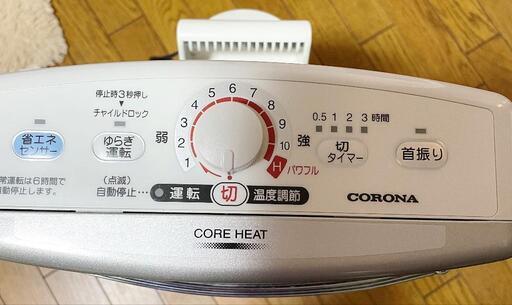 停止時3秒押し
▼
チャイルドロック
省エネ
センサー
ゆらぎ
運転
常運転は6時間で
自動停止します。
(点滅)
自動停止…
弱
1
2
3
4
5
6
7
8
9
10
H
パワフル
強
運転 切 温度調節
0.5 1 2 3 時間
切
タイマー
首振り
CORONA
CORE HEAT